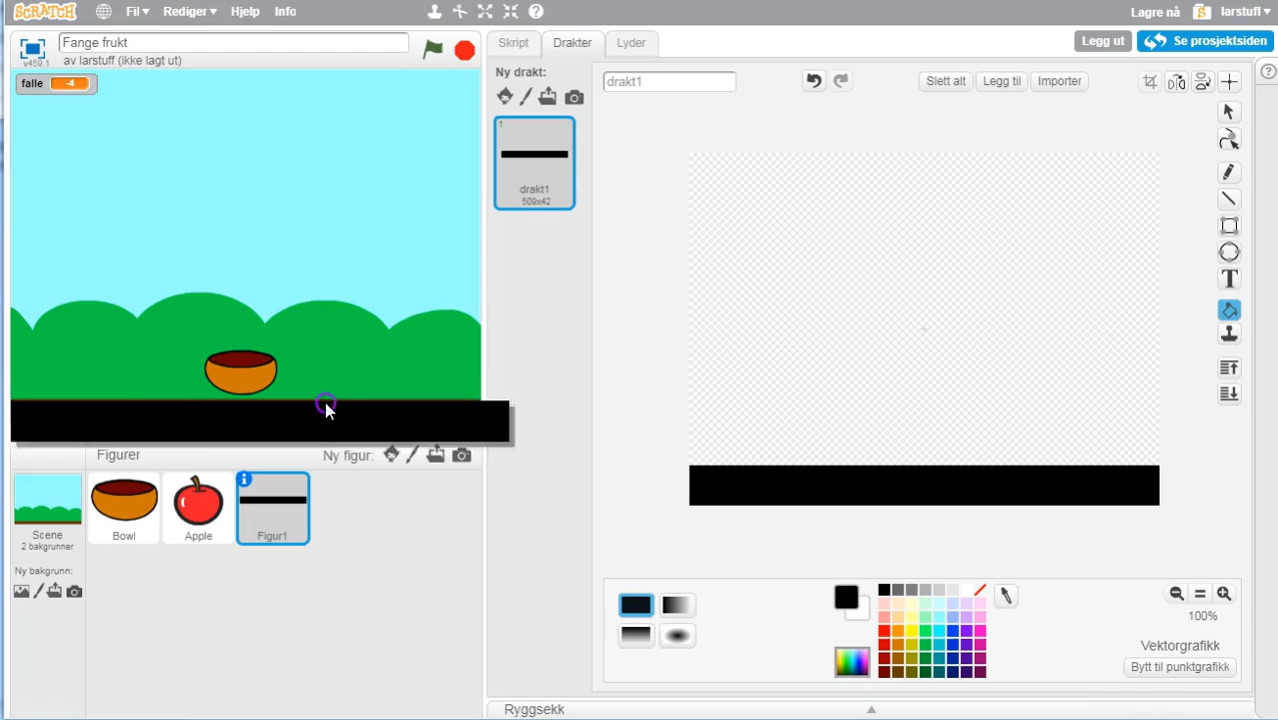 SCRATCH
Fil▾ Rediger▾ Hjelp Info
Lagre nå larstuff▾
v459.1
Fange frukt
av larstuff (ikke lagt ut)
Skript Drakter Lyder
Legg ut Se prosjektsiden
falle -4
Ny drakt:
1
drakt1
509x42
drakt1
Slett alt Legg til Importer
T
Figurer Ny figur:
Scene
2 bakgrunner
Ny bakgrunn:
Bowl Apple Figur1
100%
Vektorgrafikk
Bytt til punktgrafikk
Ryggsekk